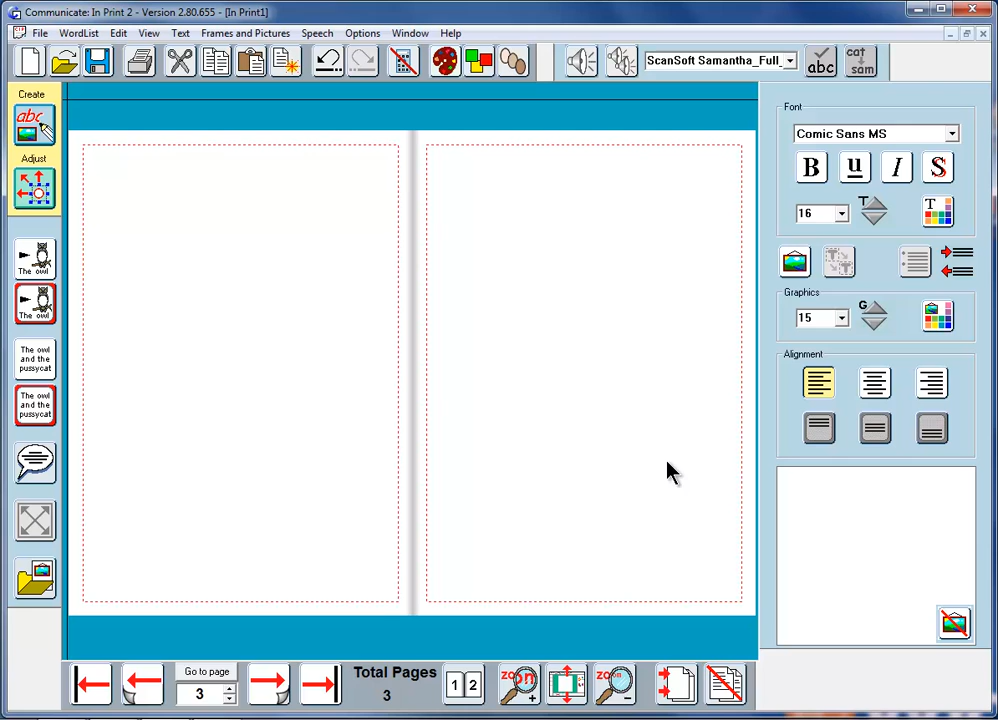 Communicate: In Print 2 - Version 2.80.655 - [In Print1]
File WordList Edit View Text Frames and Pictures Speech Options Window Help
ScanSoft Samantha_Full_
abc
cat
sam
Create
abc
Adjust
The owl
The owl
The owl
and the
pussycat
The owl
and the
pussycat
Font
Comic Sans MS
B u I S
16
T
T
Graphics
15
G
Alignment
Go to page
3
Total Pages
3
1 2
zoom
+
zoom
-